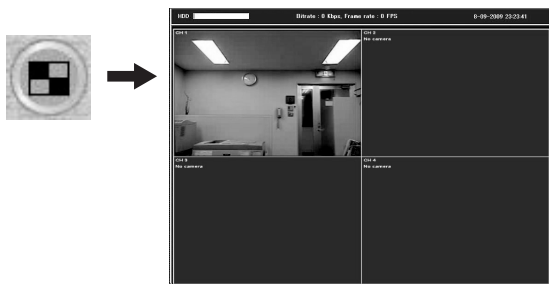 HDD
Bitrate : 0 Kbps, Frame rate : 0 FPS
8-09-2009 23:23:41
CH 1
CH 2
No camera
CH 3
No camera
CH 4
No camera